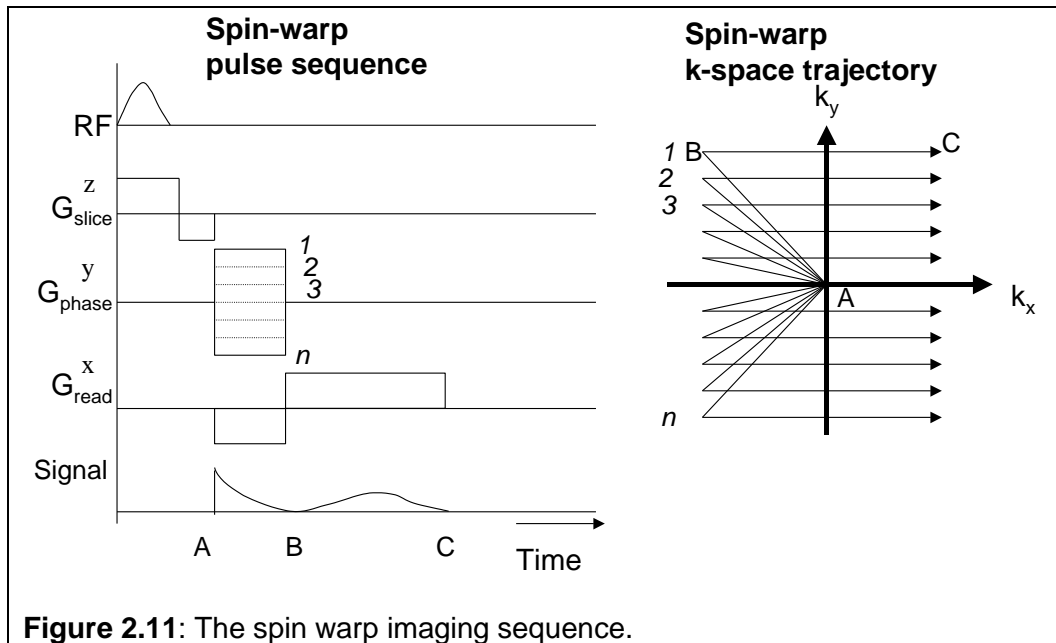 Spin-warp
pulse sequence
RF
z
G slice
y
G phase
1
2
3
n
x
G read
Signal
A B C
Time
Spin-warp
k-space trajectory
k y
1 B C
2
3
A
k x
n
Figure 2.11: The spin warp imaging sequence.